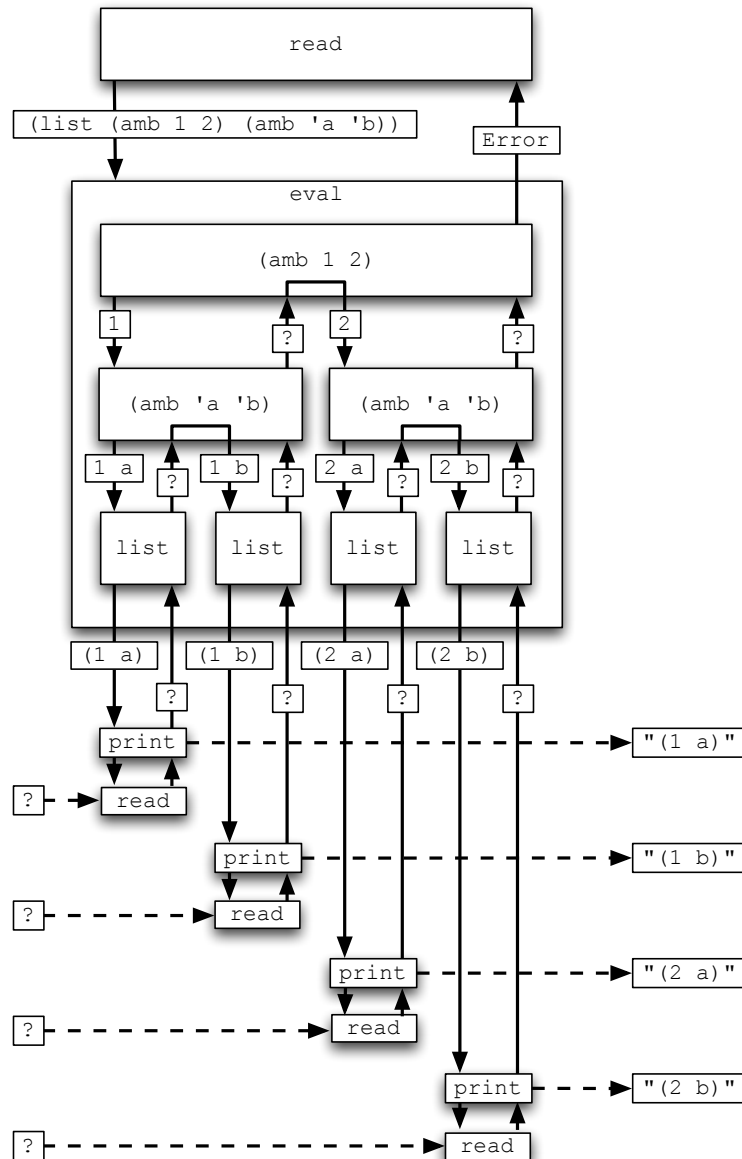 read
(list (amb 1 2) (amb 'a 'b))
Error
eval
(amb 1 2)
1
?
2
?
(amb 'a 'b)
(amb 'a 'b)
1 a
?
1 b
?
2 a
?
2 b
?
list
list
list
list
(1 a)
(1 b)
(2 a)
(2 b)
?
?
?
?
print
"(1 a)"
?
read
print
"(1 b)"
?
read
print
"(2 a)"
?
read
print
"(2 b)"
?
read